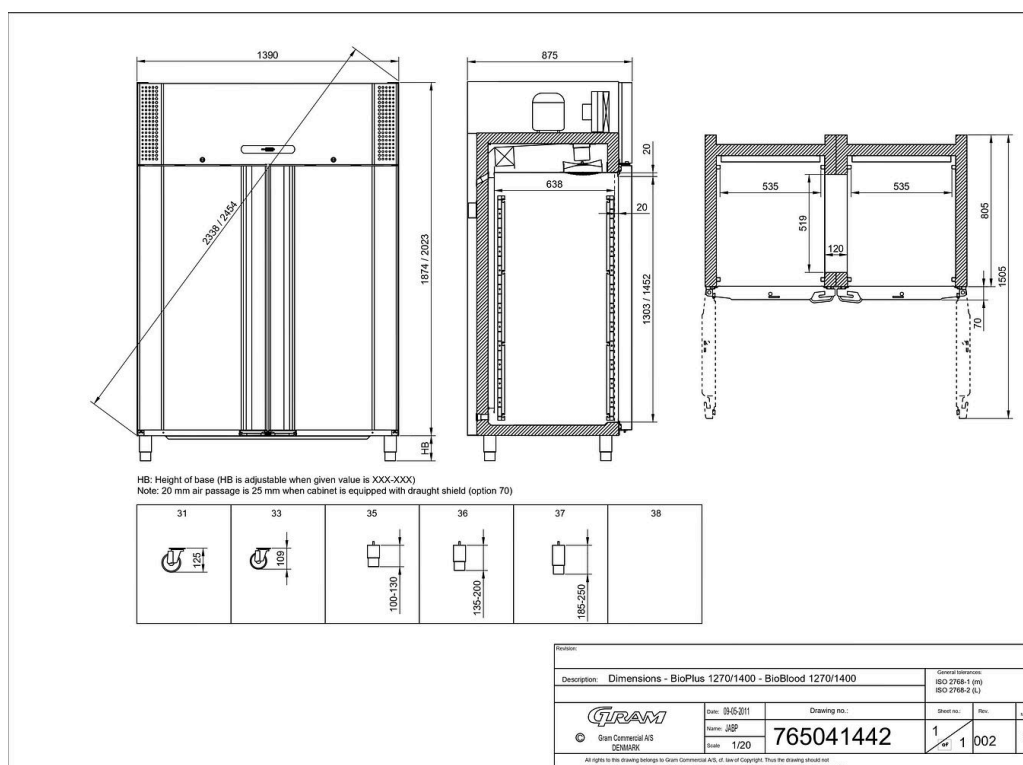 1390
875
2338 / 2454
1874 / 2023
HB
20
638
20
1303 / 1452
535
535
519
120
805
1505
70
HB: Height of base (HB is adjustable when given value is XXX-XXX)
Note: 20 mm air passage is 25 mm when cabinet is equipped with draught shield (option 70)
31
33
35
36
37
38
125
109
100-130
135-200
185-250
Revision:
Description: Dimensions - BioPlus 1270/1400 - BioBlood 1270/1400
General tolerances:
ISO 2768-1 (m)
ISO 2768-2 (L)
GRAM
© Gram Commercial A/S
DENMARK
Date: 09-05-2011
Name: JABP
Scale 1/20
Drawing no.:
765041442
Sheet no.:
1 OF 1
Rev.
002
All rights to this drawing belongs to Gram Commercial A/S, cf. law of Copyright. Thus the drawing should not